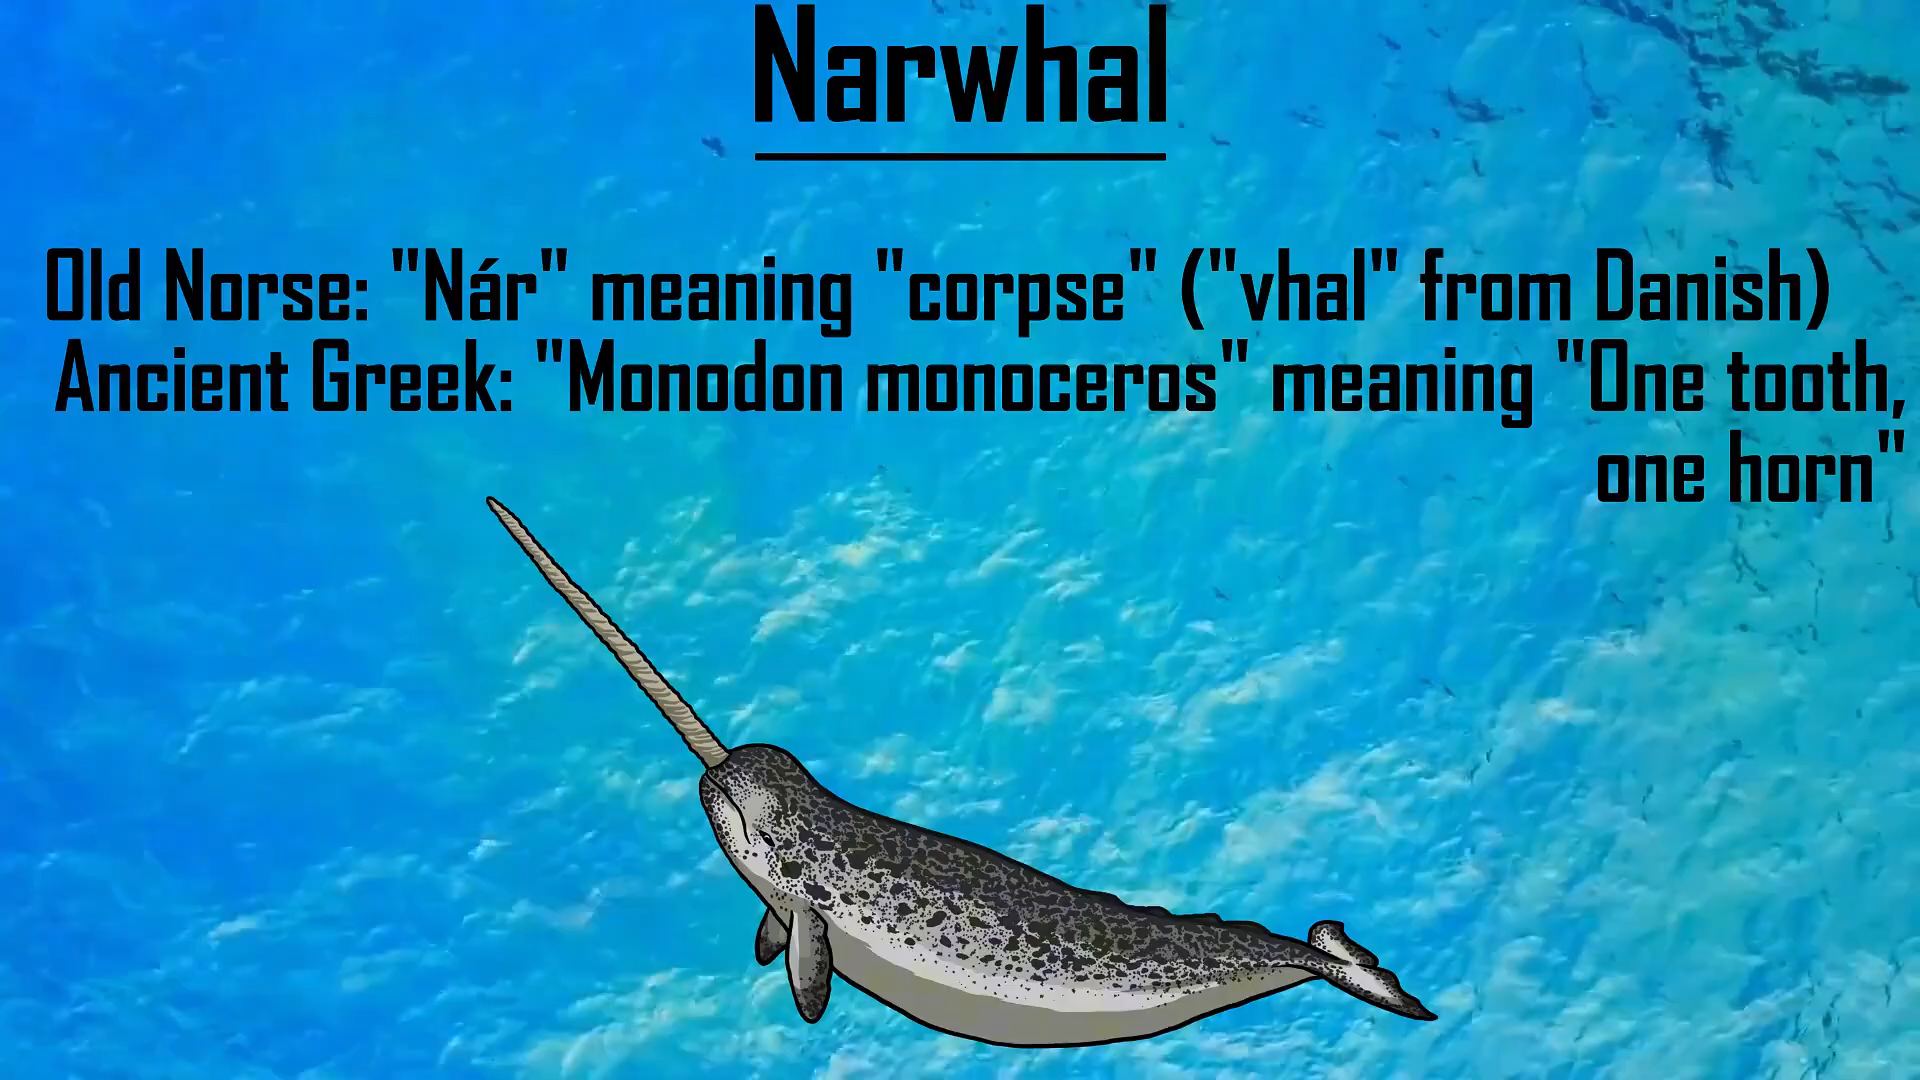 Narwhal
Old Norse: "Nár" meaning "corpse" ("vhal" from Danish)
Ancient Greek: "Monodon monoceros" meaning "One tooth,
one horn"